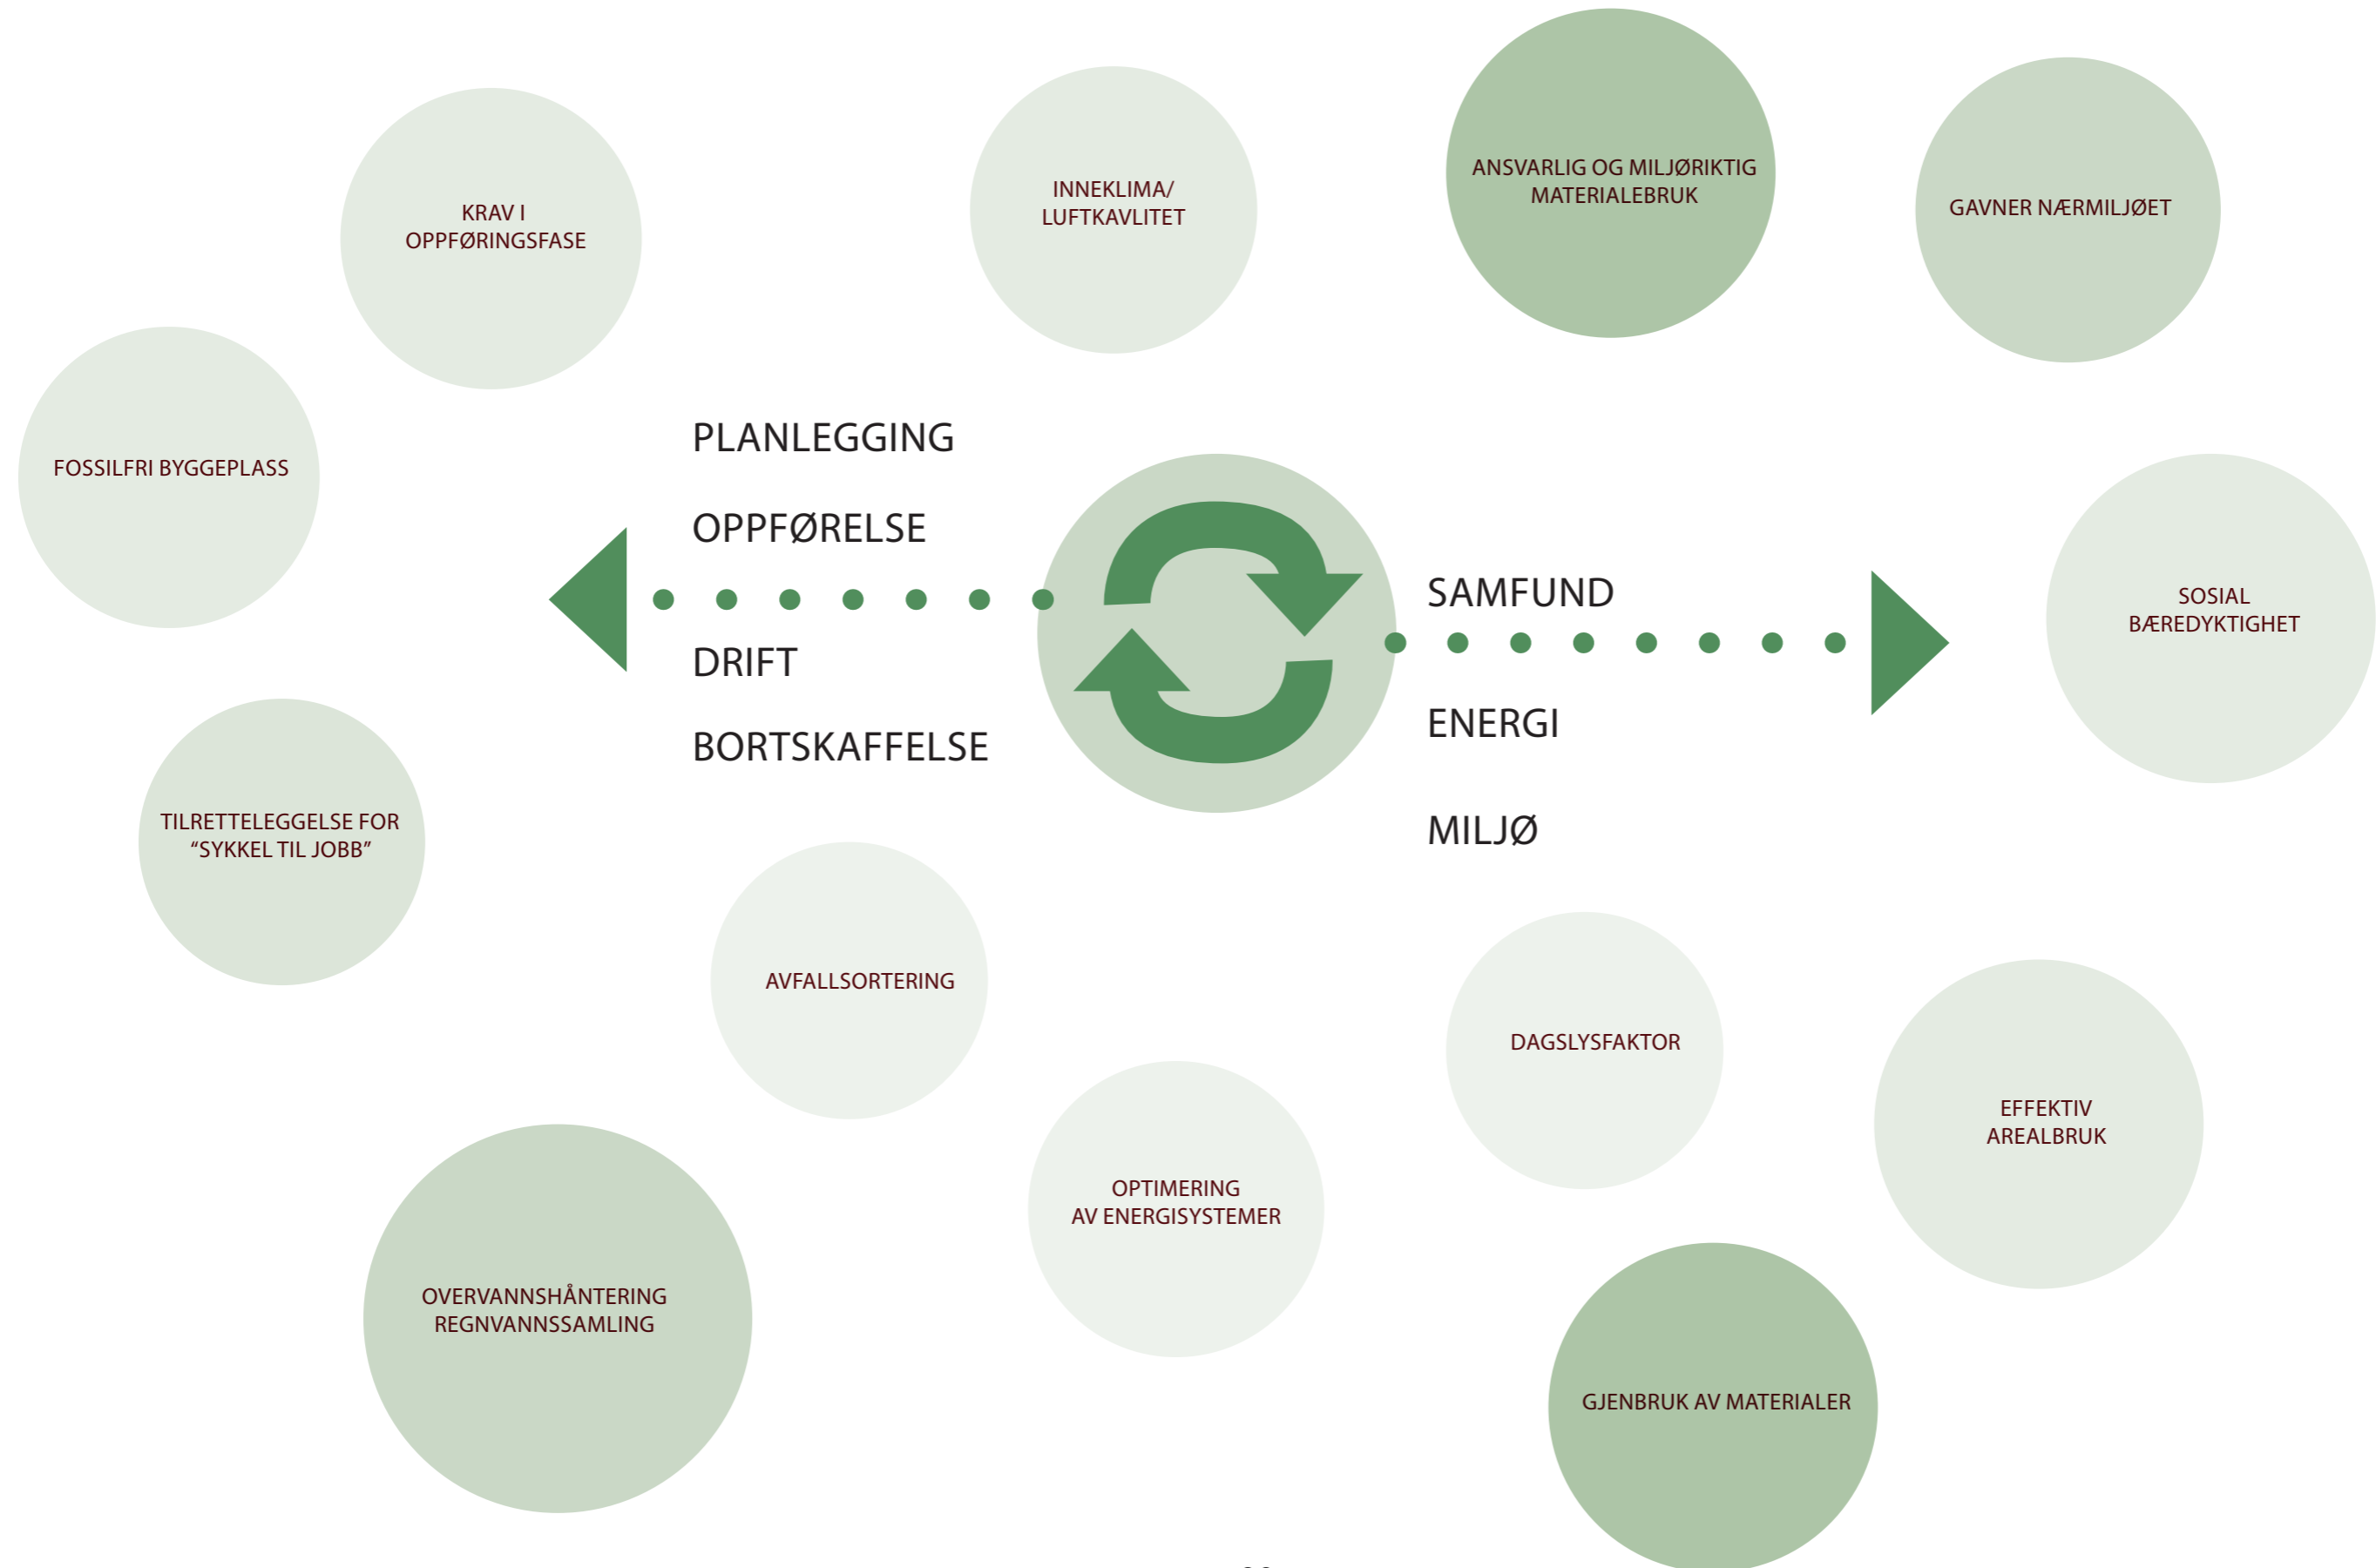 KRAV I
OPPFØRINGSFASE
INNEKLIMA/
LUFTKAVLITET
ANSVARLIG OG MILJØRIKTIG
MATERIALEBRUK
GAVNER NÆRMILJØET
FOSSILFRI BYGGEPLASS
PLANLEGGING
OPPFØRELSE
DRIFT
BORTSKAFFELSE
SAMFUND
ENERGI
MILJØ
SOSIAL
BÆREDYKTIGHET
TILRETTELEGGELSE FOR
“SYKKEL TIL JOBB”
AVFALLSORTERING
DAGSLYSFAKTOR
EFFEKTIV
AREALBRUK
OPTIMERING
AV ENERGISYSTEMER
OVERVANNSHÅNTERING
REGNVANNSSAMLING
GJENBRUK AV MATERIALER